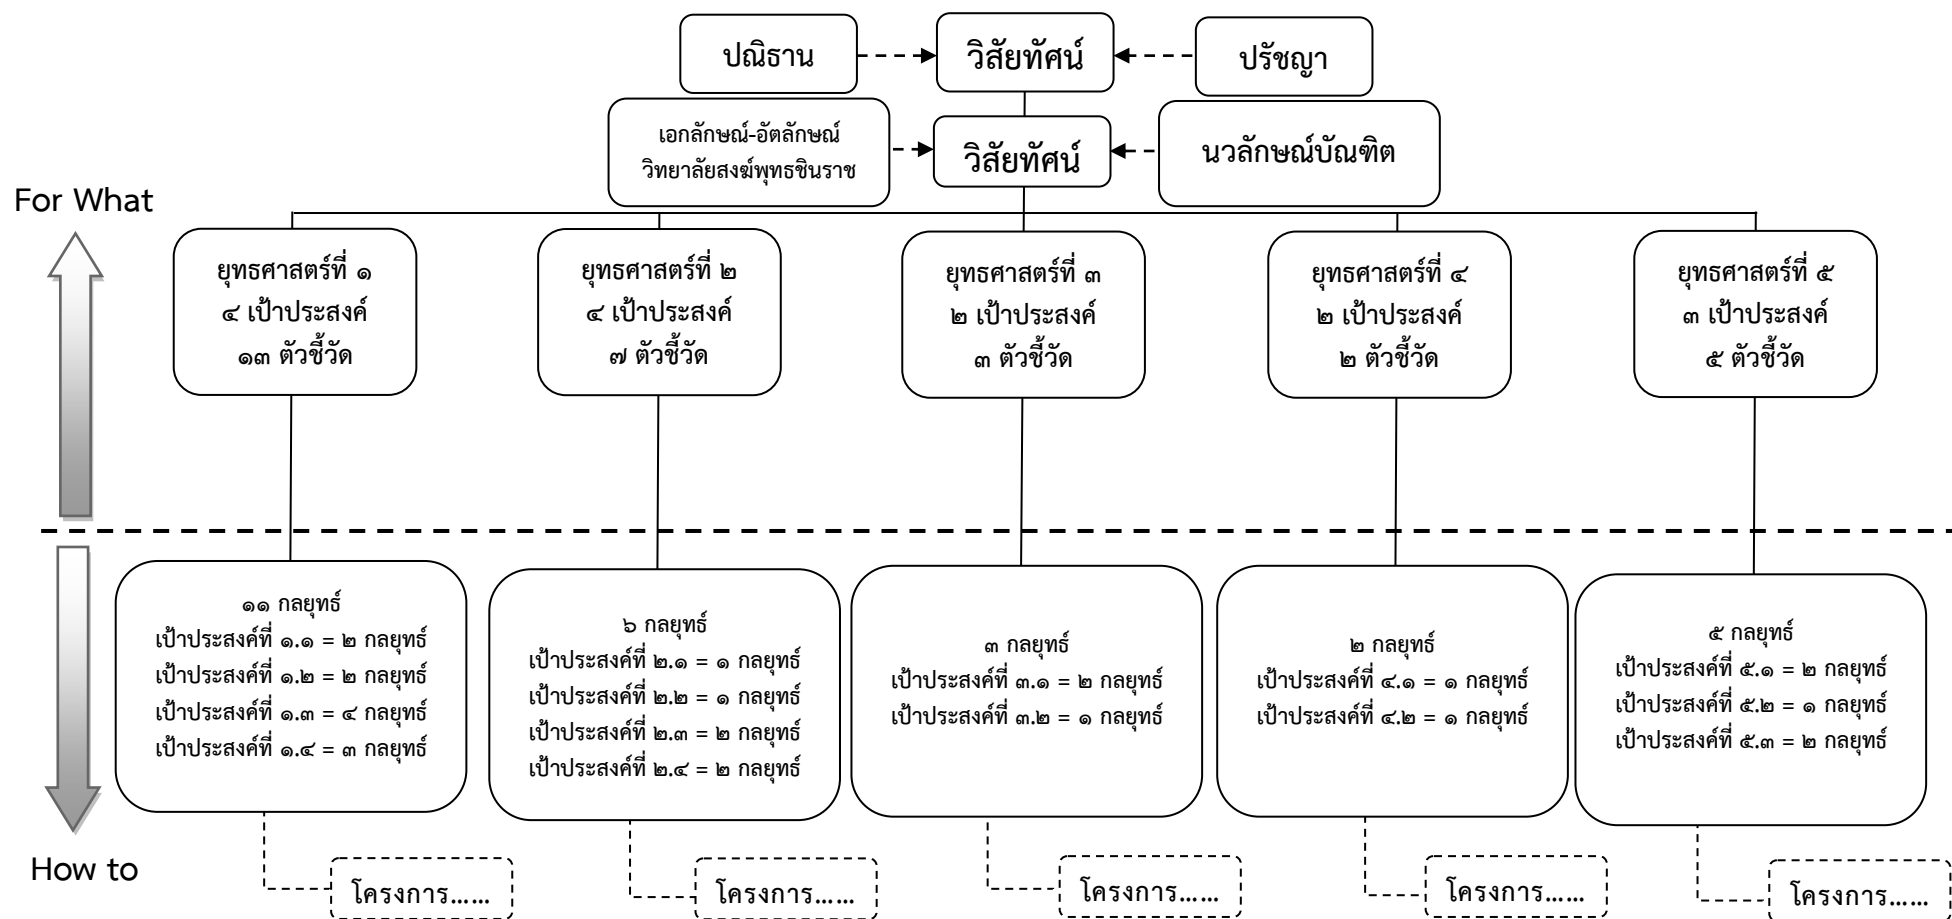 ปณิธาน
วิสัยทัศน์
ปรัชญา
เอกลักษณ์-อัตลักษณ์
วิทยาลัยสงฆ์พุทธชินราช
วิสัยทัศน์
นวลักษณ์บัณฑิต
For What
ยุทธศาสตร์ที่ ๑
๔ เป้าประสงค์
๑๓ ตัวชี้วัด
ยุทธศาสตร์ที่ ๒
๔ เป้าประสงค์
๗ ตัวชี้วัด
ยุทธศาสตร์ที่ ๓
๒ เป้าประสงค์
๓ ตัวชี้วัด
ยุทธศาสตร์ที่ ๔
๒ เป้าประสงค์
๒ ตัวชี้วัด
ยุทธศาสตร์ที่ ๕
๓ เป้าประสงค์
๕ ตัวชี้วัด
๑๑ กลยุทธ์
เป้าประสงค์ที่ ๑.๑ = ๒ กลยุทธ์
เป้าประสงค์ที่ ๑.๒ = ๒ กลยุทธ์
เป้าประสงค์ที่ ๑.๓ = ๔ กลยุทธ์
เป้าประสงค์ที่ ๑.๔ = ๓ กลยุทธ์
๖ กลยุทธ์
เป้าประสงค์ที่ ๒.๑ = ๑ กลยุทธ์
เป้าประสงค์ที่ ๒.๒ = ๑ กลยุทธ์
เป้าประสงค์ที่ ๒.๓ = ๒ กลยุทธ์
เป้าประสงค์ที่ ๒.๔ = ๒ กลยุทธ์
๓ กลยุทธ์
เป้าประสงค์ที่ ๓.๑ = ๒ กลยุทธ์
เป้าประสงค์ที่ ๓.๒ = ๑ กลยุทธ์
๒ กลยุทธ์
เป้าประสงค์ที่ ๔.๑ = ๑ กลยุทธ์
เป้าประสงค์ที่ ๔.๒ = ๑ กลยุทธ์
๕ กลยุทธ์
เป้าประสงค์ที่ ๕.๑ = ๒ กลยุทธ์
เป้าประสงค์ที่ ๕.๒ = ๑ กลยุทธ์
เป้าประสงค์ที่ ๕.๓ = ๒ กลยุทธ์
How to
โครงการ......
โครงการ......
โครงการ......
โครงการ......
โครงการ......